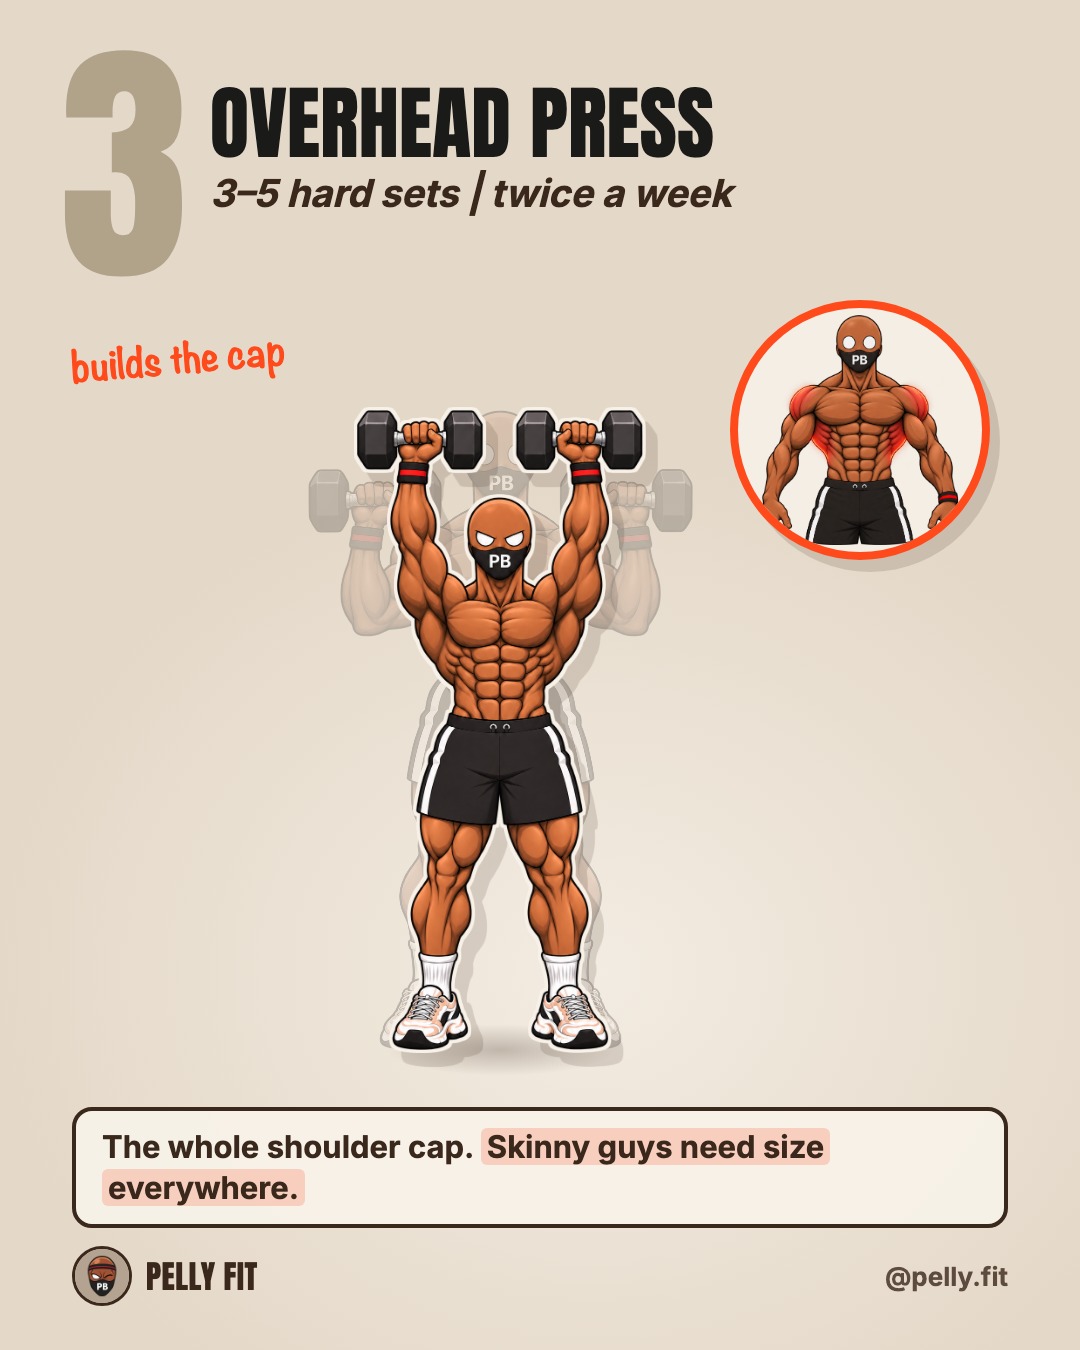 3
OVERHEAD PRESS
3–5 hard sets | twice a week
builds the cap
PB
PB
PB
The whole shoulder cap. Skinny guys need size
everywhere.
PB
PELLY FIT
@pelly.fit